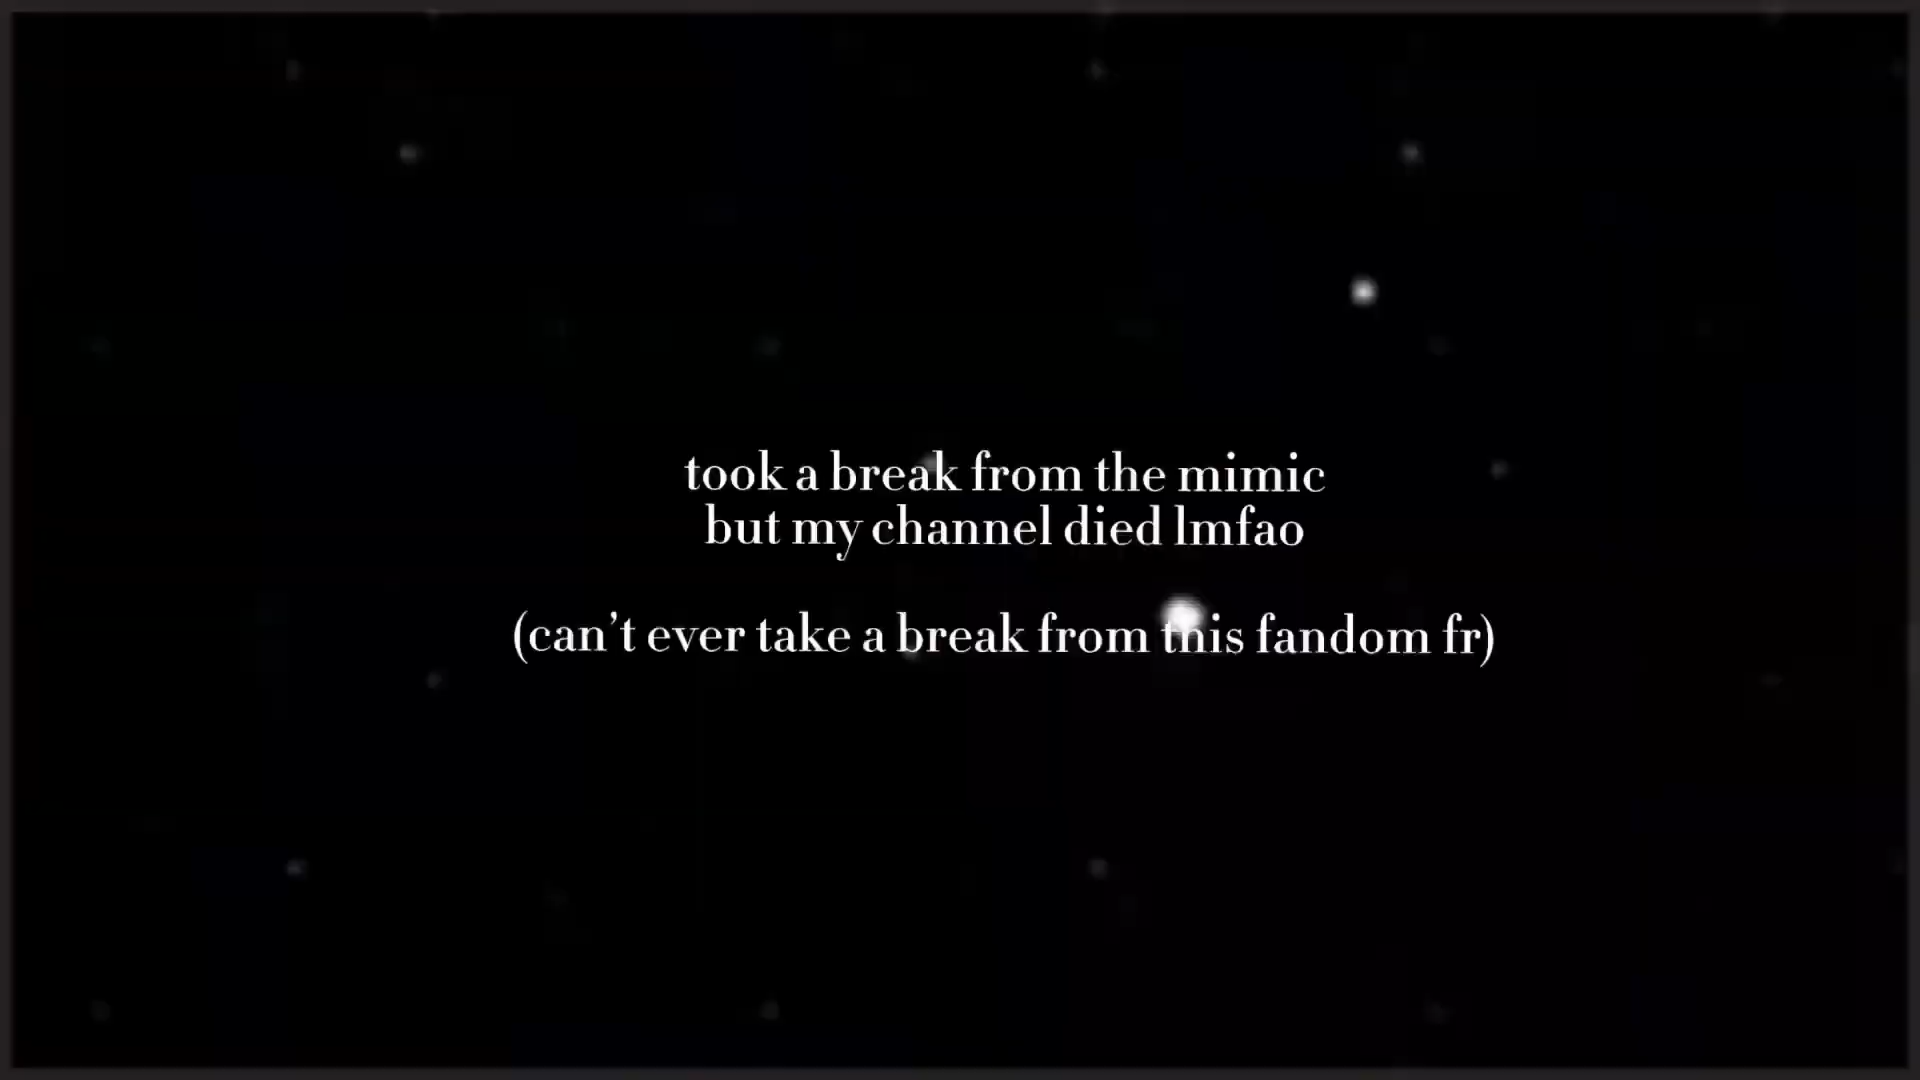 took a break from the mimic
but my channel died lmfao
(can’t ever take a break from this fandom fr)